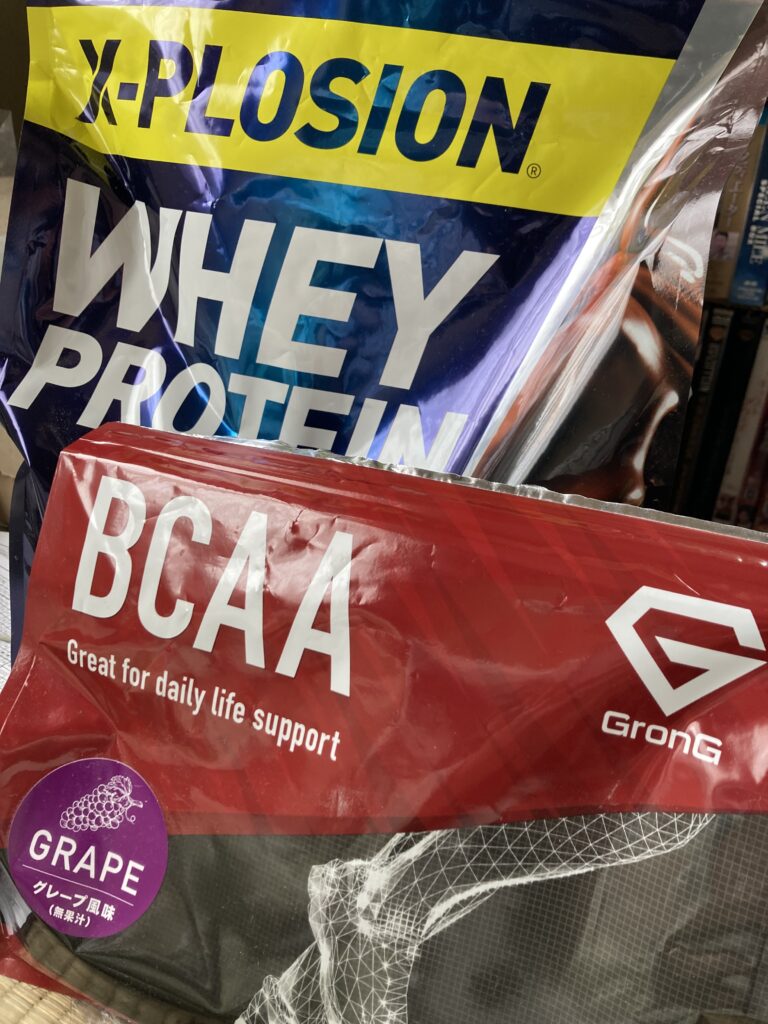 X-PLOSION®
WHEY
PROTEIN
BCAA
Great for daily life support
GronG
GRAPE
グレープ風味
(無果汁)